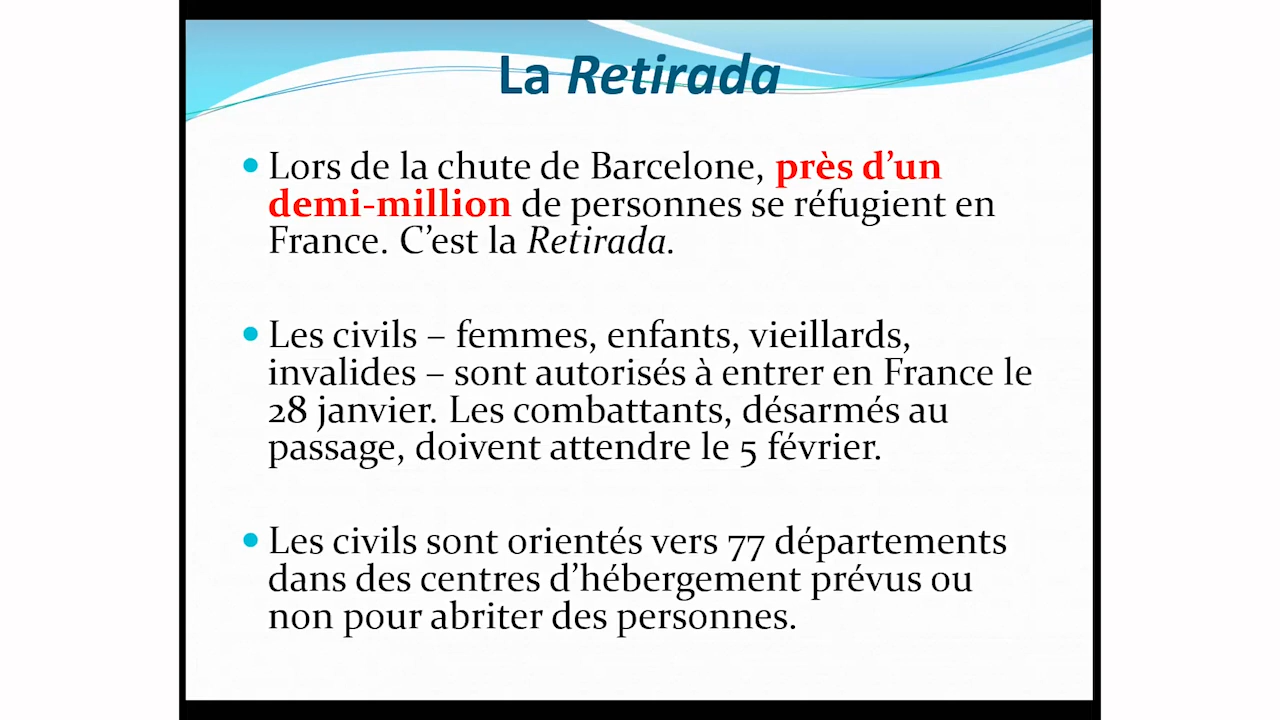 La Retirada
• Lors de la chute de Barcelone, près d’un
demi-million de personnes se réfugient en
France. C’est la Retirada.
• Les civils – femmes, enfants, vieillards,
invalides – sont autorisés à entrer en France le
28 janvier. Les combattants, désarmés au
passage, doivent attendre le 5 février.
• Les civils sont orientés vers 77 départements
dans des centres d’hébergement prévus ou
non pour abriter des personnes.